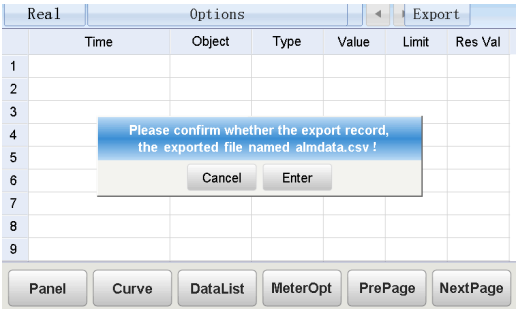 Real Options Export
Time Object Type Value Limit Res Val
1
2
3
4
5
6
7
8
9
Please confirm whether the export record,
the exported file named almdata.csv !
Cancel Enter
Panel Curve DataList MeterOpt PrePage NextPage